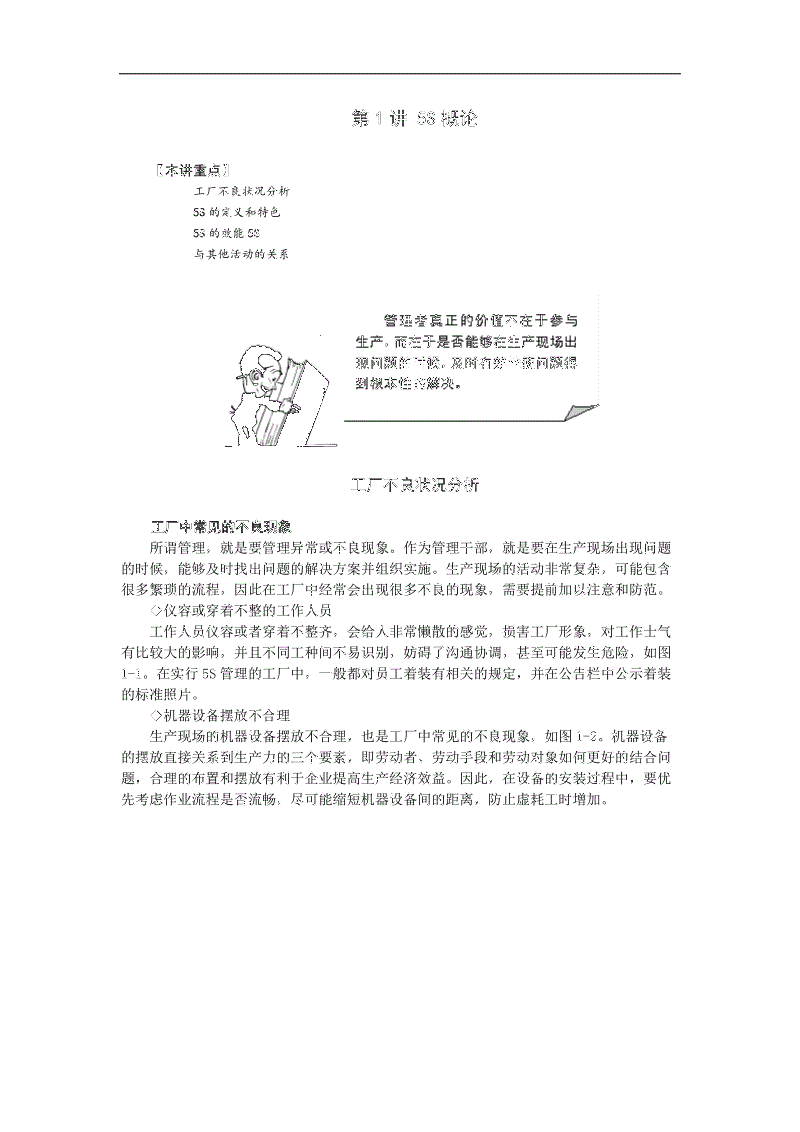 第 1 讲 5S 概论
〖本讲重点〗
工厂不良状况分析
5S 的定义和特色
5S 的效能 5S
与其他活动的关系
管理者真正的价值不在于参与
生产，而在于是否能够在生产现场出
现问题的时候，及时有效地使问题得
到根本性的解决。
工厂不良状况分析
工厂中常见的不良现象
所谓管理，就是要管理异常或不良现象。作为管理干部，就是要在生产现场出现问题
的时候，能够及时找出问题的解决方案并组织实施。生产现场的活动非常复杂，可能包含
很多繁琐的流程，因此在工厂中经常会出现很多不良的现象，需要提前加以注意和防范。
◇仪容或穿着不整的工作人员
工作人员仪容或者穿着不整齐，会给人非常懒散的感觉，损害工厂形象，对工作士气
有比较大的影响，并且不同工种间不易识别，妨碍了沟通协调，甚至可能发生危险，如图
1-1。在实行 5S 管理的工厂中，一般都对员工着装有相关的规定，并在公告栏中公示着装
的标准照片。
◇机器设备摆放不合理
生产现场的机器设备摆放不合理，也是工厂中常见的不良现象，如图 1-2。机器设备
的摆放直接关系到生产力的三个要素，即劳动者、劳动手段和劳动对象如何更好的结合问
题，合理的布置和摆放有利于企业提高生产经济效益。因此，在设备的安装过程中，要优
先考虑作业流程是否流畅，尽可能缩短机器设备间的距离，防止虚耗工时增加。